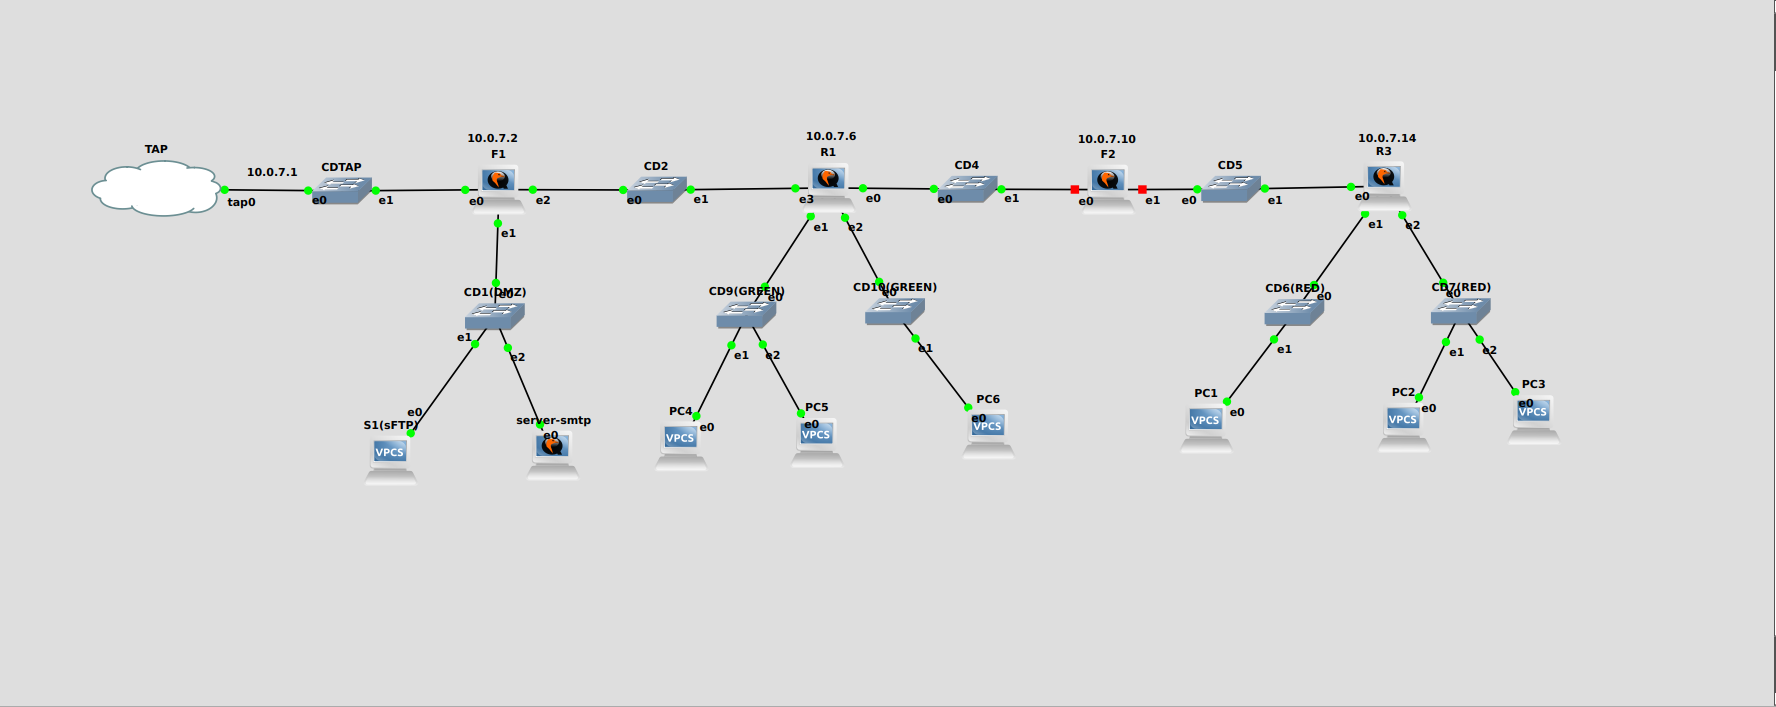 TAP
10.0.7.1
tap0
CDTAP
e0
e1
10.0.7.2
F1
e0
e2
e1
CD2
e0
e1
10.0.7.6
R1
e3
e0
e1
e2
CD4
e0
e1
10.0.7.10
F2
e0
e1
CD5
e0
e1
10.0.7.14
R3
e0
e1
e2
CD1(DMZ)
e0
e1
e2
CD9(GREEN)
e0
e1
e2
CD10(GREEN)
e0
e1
CD6(RED)
e0
e1
CD7(RED)
e0
e1
e2
S1(sFTP)
e0
VPCS
server-smtp
e0
PC4
e0
VPCS
PC5
e0
VPCS
PC6
e0
VPCS
PC1
e0
VPCS
PC2
e0
VPCS
PC3
e0
VPCS